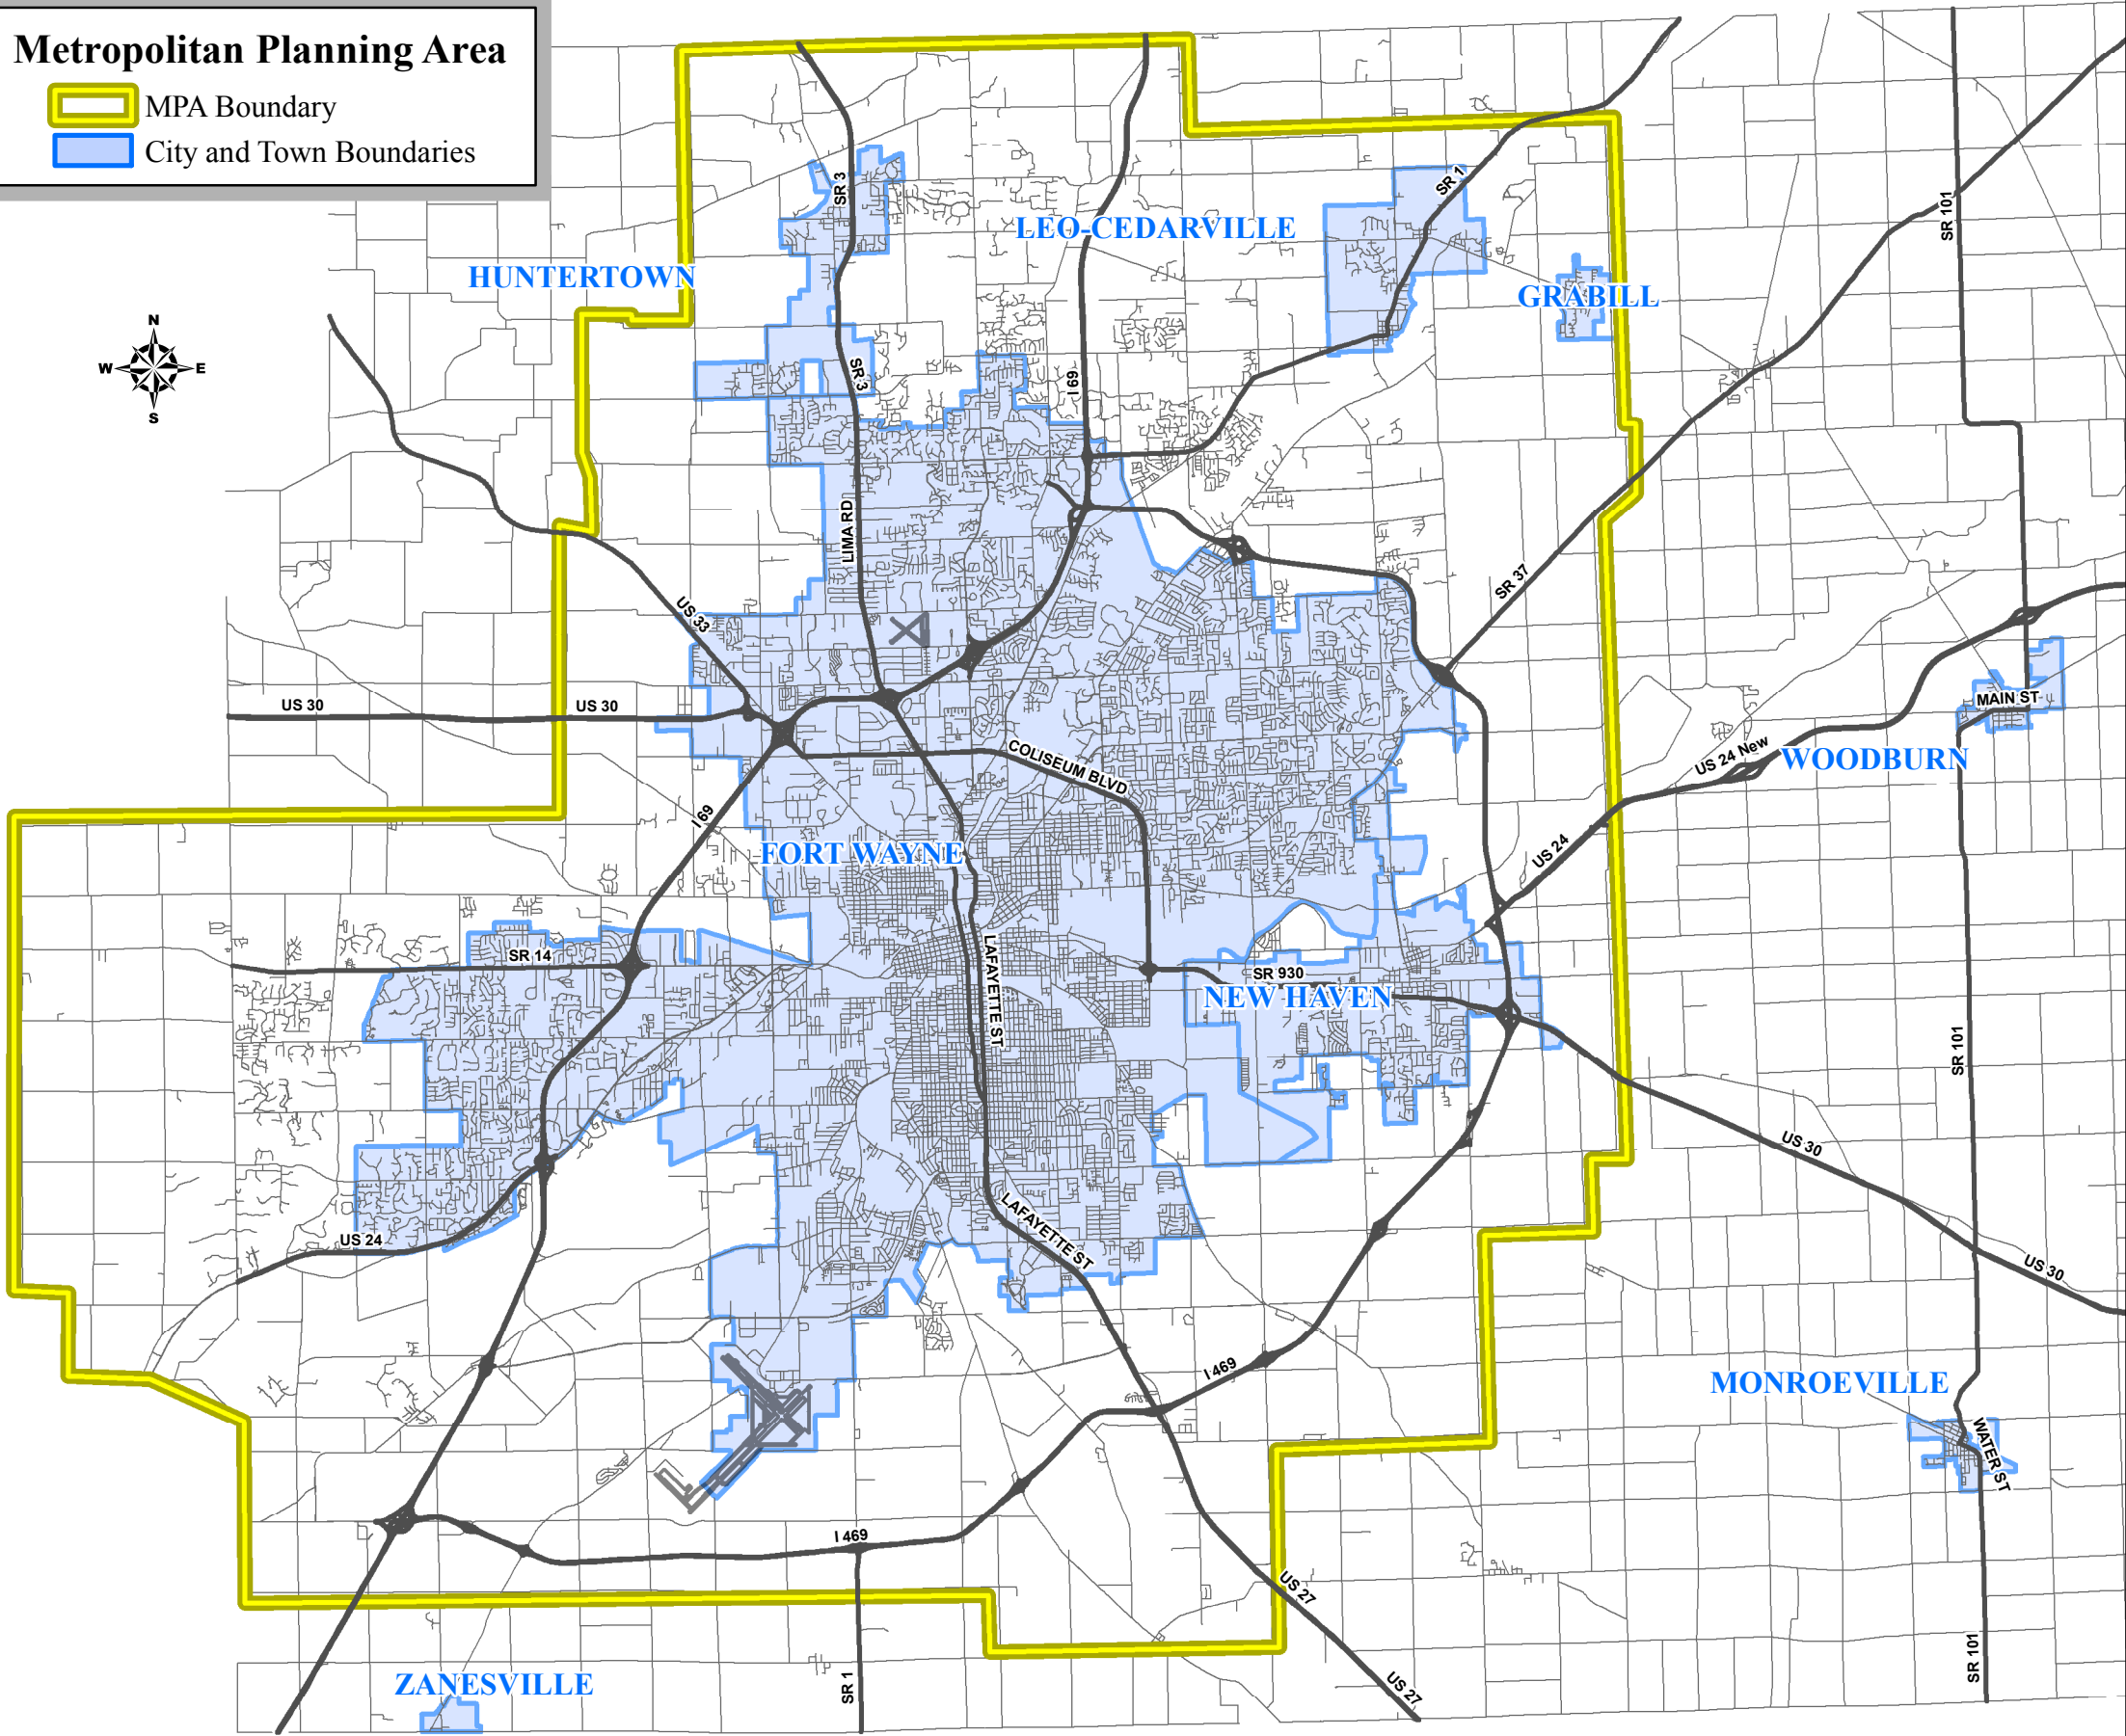 Metropolitan Planning Area
MPA Boundary
City and Town Boundaries
N
W E
S
SR 3
SR 1
SR 101
LEO-CEDARVILLE
HUNTERTOWN
GRABILL
SR 3
I 69
LIMA RD
SR 37
US 33
US 30
US 30
MAIN ST
COLISEUM BLVD
US 24 New
WOODBURN
I 69
FORT WAYNE
US 24
SR 14
LAFAYETTE ST
SR 930
NEW HAVEN
SR 101
US 30
US 24
LAFAYETTE ST
US 30
I 469
MONROEVILLE
WATER ST
I 469
US 27
ZANESVILLE
SR 1
US 27
SR 101